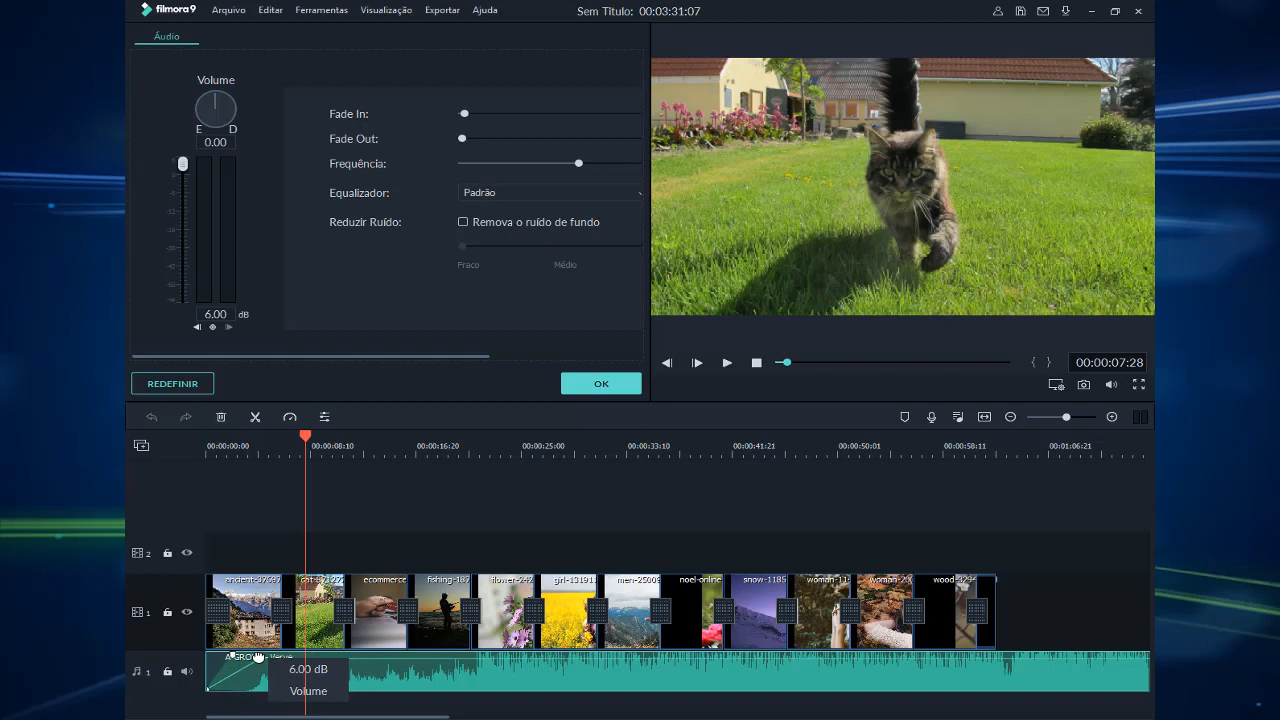 filmora9 Arquivo Editar Ferramentas Visualização Exportar Ajuda Sem Título: 00:03:31:07
Áudio
Volume
E D
0.00
6.00 dB
Fade In:
Fade Out:
Frequência:
Equalizador: Padrão
Reduzir Ruído: Remova o ruído de fundo
Fraco Médio
REDEFINIR OK
{ } 00:00:07:28
00:00:00:00 00:00:08:10 00:00:16:20 00:00:25:00 00:00:33:10 00:00:41:21 00:00:50:01 00:00:58:11 00:01:06:21
2
ecommerce fishing-187 noel-online snow-1185
1
1
6.00 dB
Volume